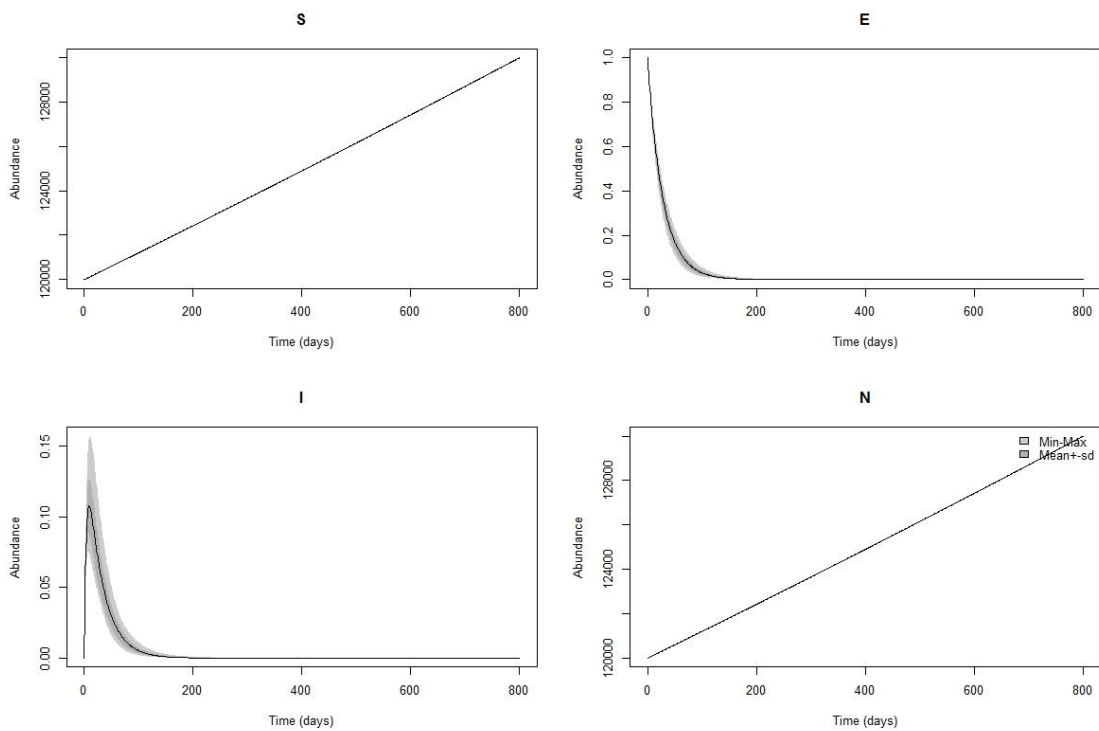 S
Abundance
128000
124000
120000
0 200 400 600 800
Time (days)
E
Abundance
1.0
0.8
0.6
0.4
0.2
0.0
0 200 400 600 800
Time (days)
I
Abundance
0.15
0.10
0.05
0.00
0 200 400 600 800
Time (days)
N
Min-Max
Mean+-sd
Abundance
128000
124000
120000
0 200 400 600 800
Time (days)